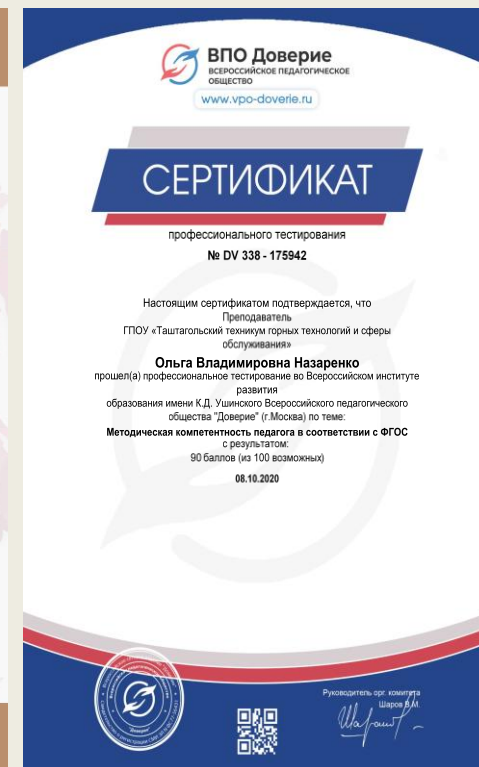 ВПО Доверие
ВСЕРОССИЙСКОЕ ПЕДАГОГИЧЕСКОЕ
ОБЩЕСТВО
www.vpo-doverie.ru
СЕРТИФИКАТ
профессионального тестирования
№ DV 338 - 175942
Настоящим сертификатом подтверждается, что
Преподаватель
ГПОУ «Таштагольский техникум горных технологий и сферы
обслуживания»
Ольга Владимировна Назаренко
прошел(а) профессиональное тестирование во Всероссийском институте
развития
образования имени К.Д. Ушинского Всероссийского педагогического
общества "Доверие" (г.Москва) по теме:
Методическая компетентность педагога в соответствии с ФГОС
с результатом:
90 баллов (из 100 возможных)
08.10.2020
Руководитель орг. комитета
Шаров В.М.
"Доверие"